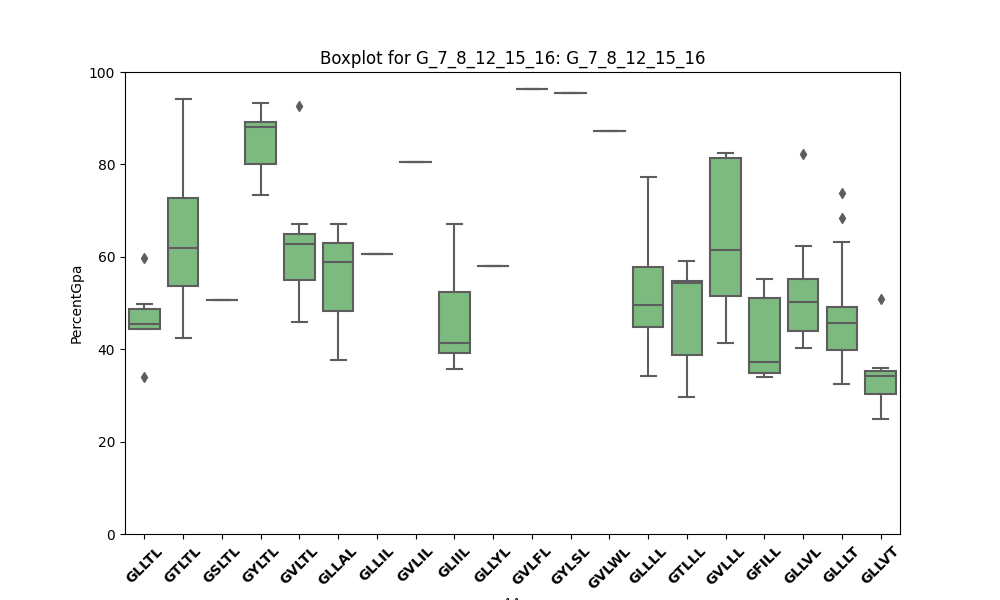 Boxplot for G_7_8_12_15_16: G_7_8_12_15_16
PercentGpa
100
80
60
40
20
0
GLLTL GTLTL GSLTL GYLTL GVLTL GLLAL GLLIL GVLIL GLIIL GLLYL GVLFL GYLSL GVLWL GLLLL GTLLL GVLLL GFILL GLLVL GLLLT GLLVT